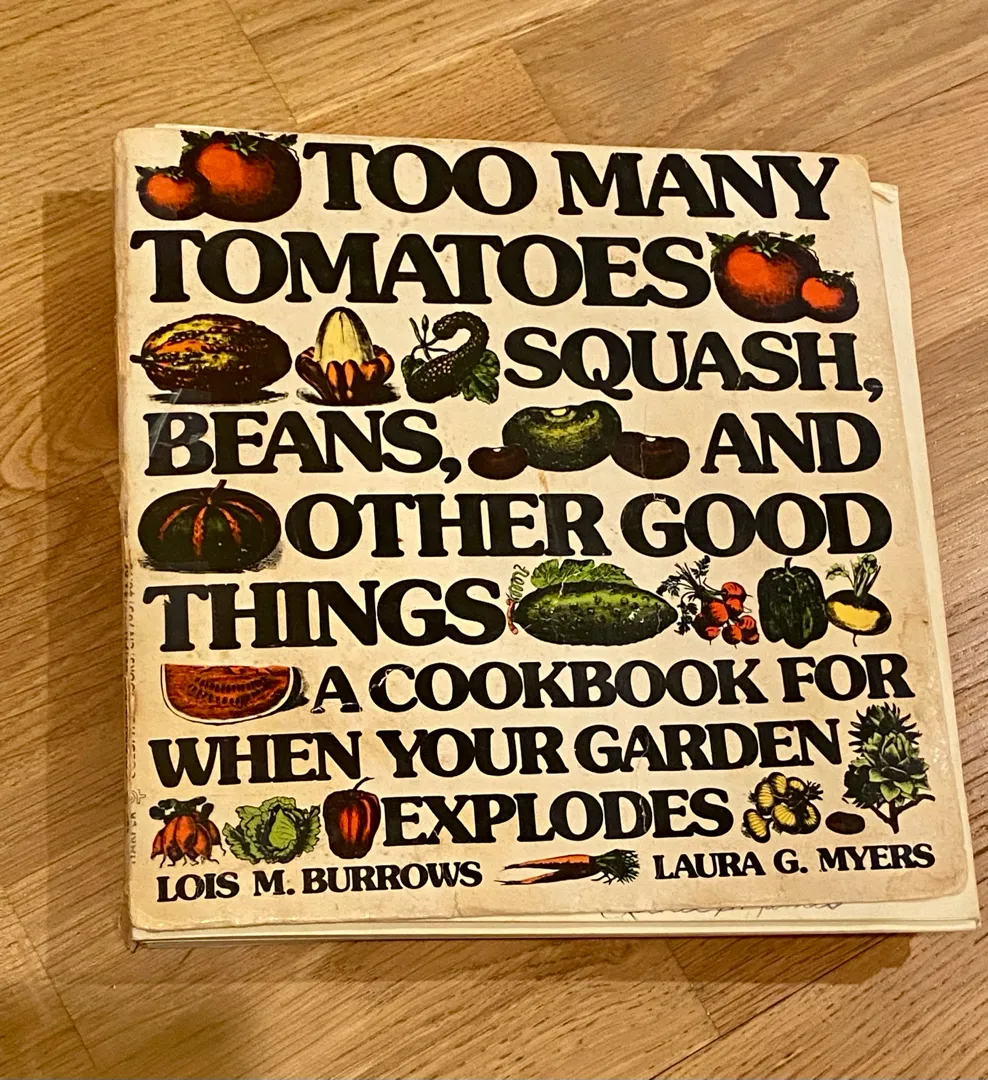 TOO MANY
TOMATOES
SQUASH,
BEANS, AND
OTHER GOOD
THINGS
A COOKBOOK FOR
WHEN YOUR GARDEN
EXPLODES
LOIS M. BURROWS LAURA G. MYERS